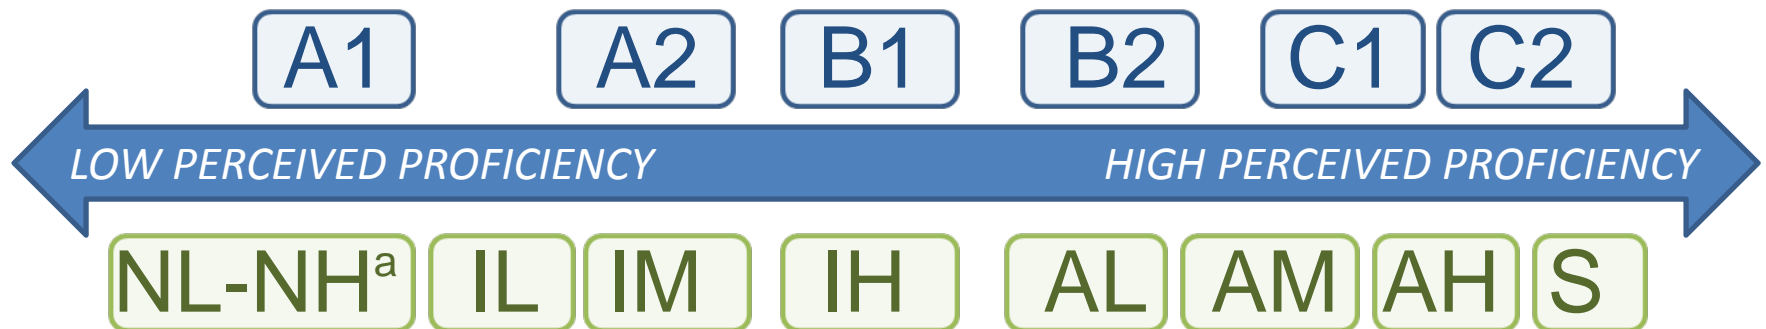 A1 A2 B1 B2 C1 C2
LOW PERCEIVED PROFICIENCY HIGH PERCEIVED PROFICIENCY
NL-NHᵃ IL IM IH AL AM AH S